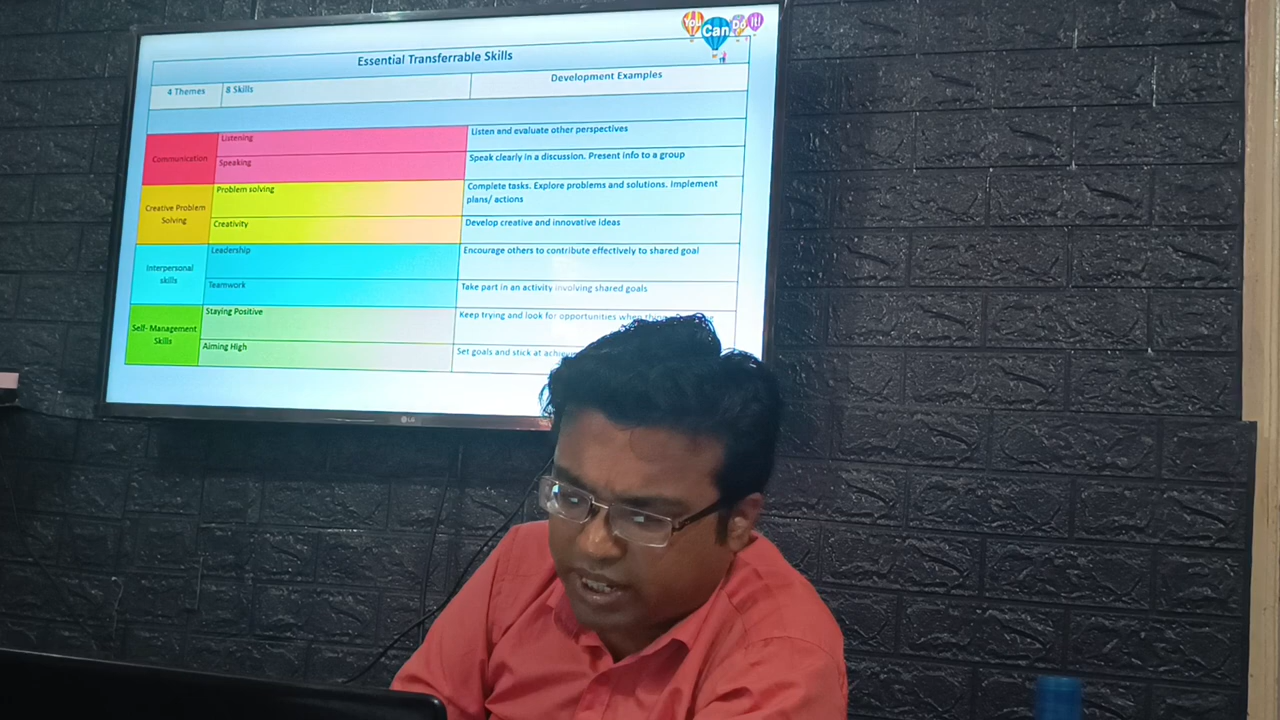 You Can Do It!
Essential Transferrable Skills
4 Themes 8 Skills Development Examples
Communication
Listening Listen and evaluate other perspectives
Speaking Speak clearly in a discussion. Present info to a group
Creative Problem
Solving
Problem solving Complete tasks. Explore problems and solutions. Implement
plans/ actions
Creativity Develop creative and innovative ideas
Interpersonal
skills
Leadership Encourage others to contribute effectively to shared goal
Teamwork Take part in an activity involving shared goals
Self- Management
Skills
Staying Positive Keep trying and look for opportunities when
Aiming High Set goals and stick at
LG